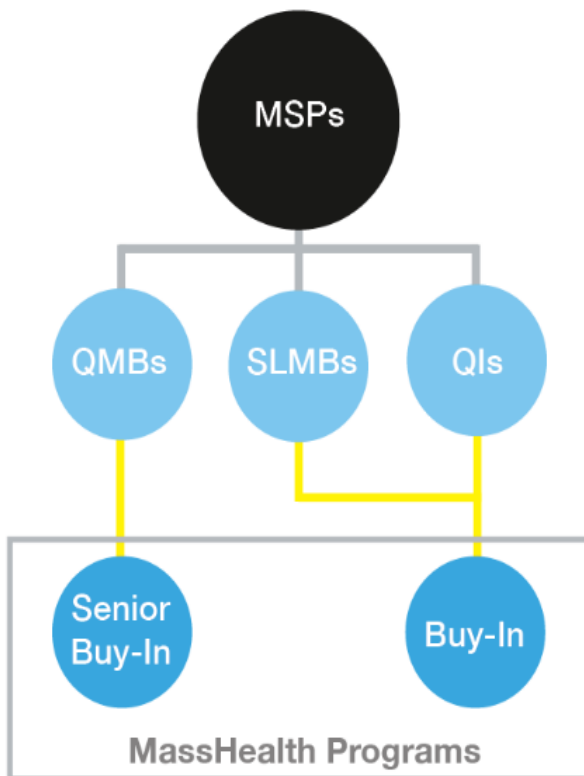 MSPs
QMBs
SLMBs
QIs
Senior
Buy-In
Buy-In
MassHealth Programs